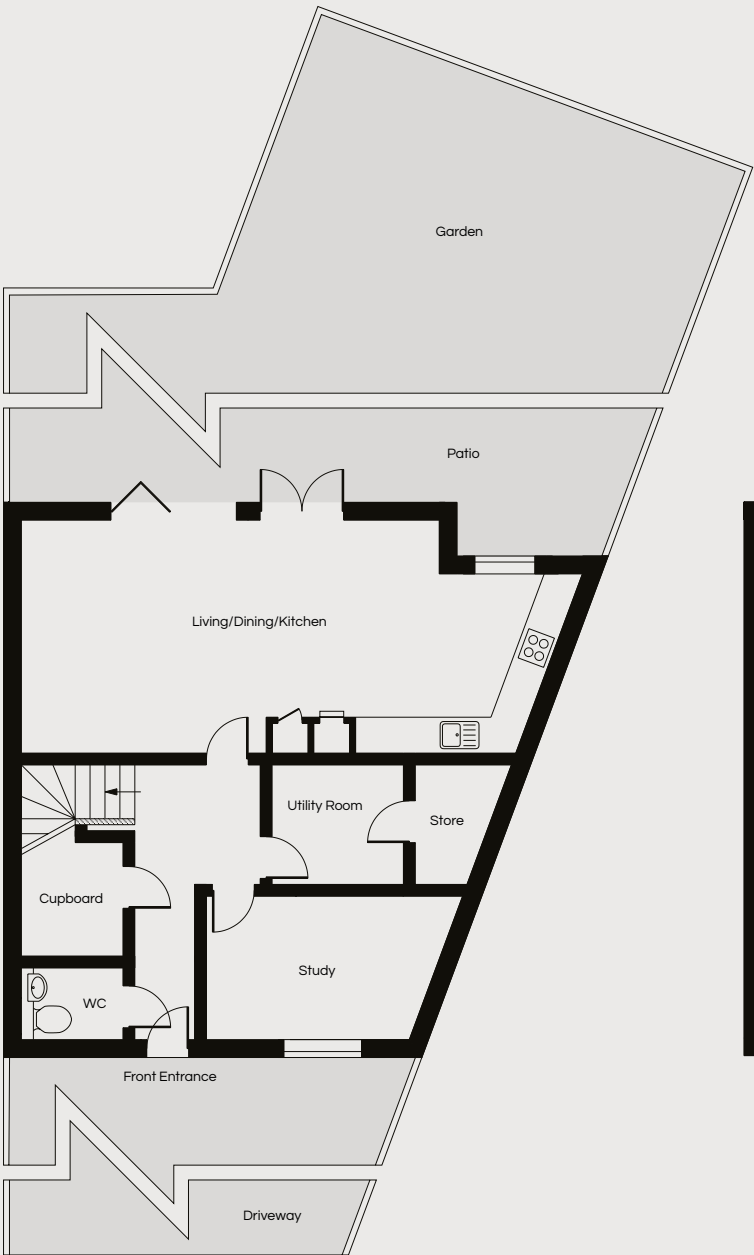 Garden
Patio
Living/Dining/Kitchen
Utility Room
Store
Cupboard
Study
WC
Front Entrance
Driveway